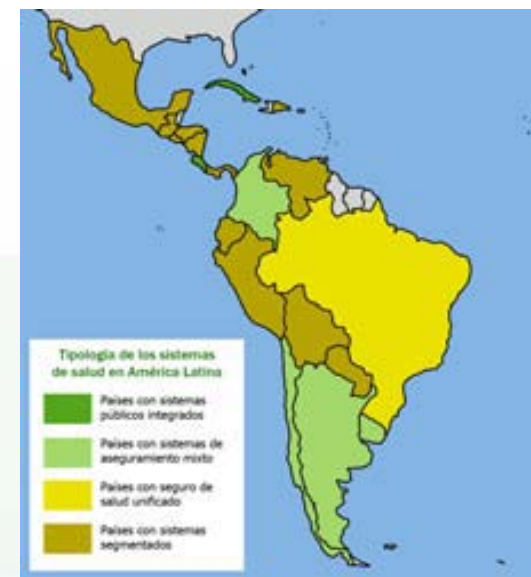 Tipología de los sistemas
de salud en América Latina
Países con sistemas
públicos integrados
Países con sistemas de
aseguramiento mixto
Países con seguro de
salud unificado
Países con sistemas
segmentados